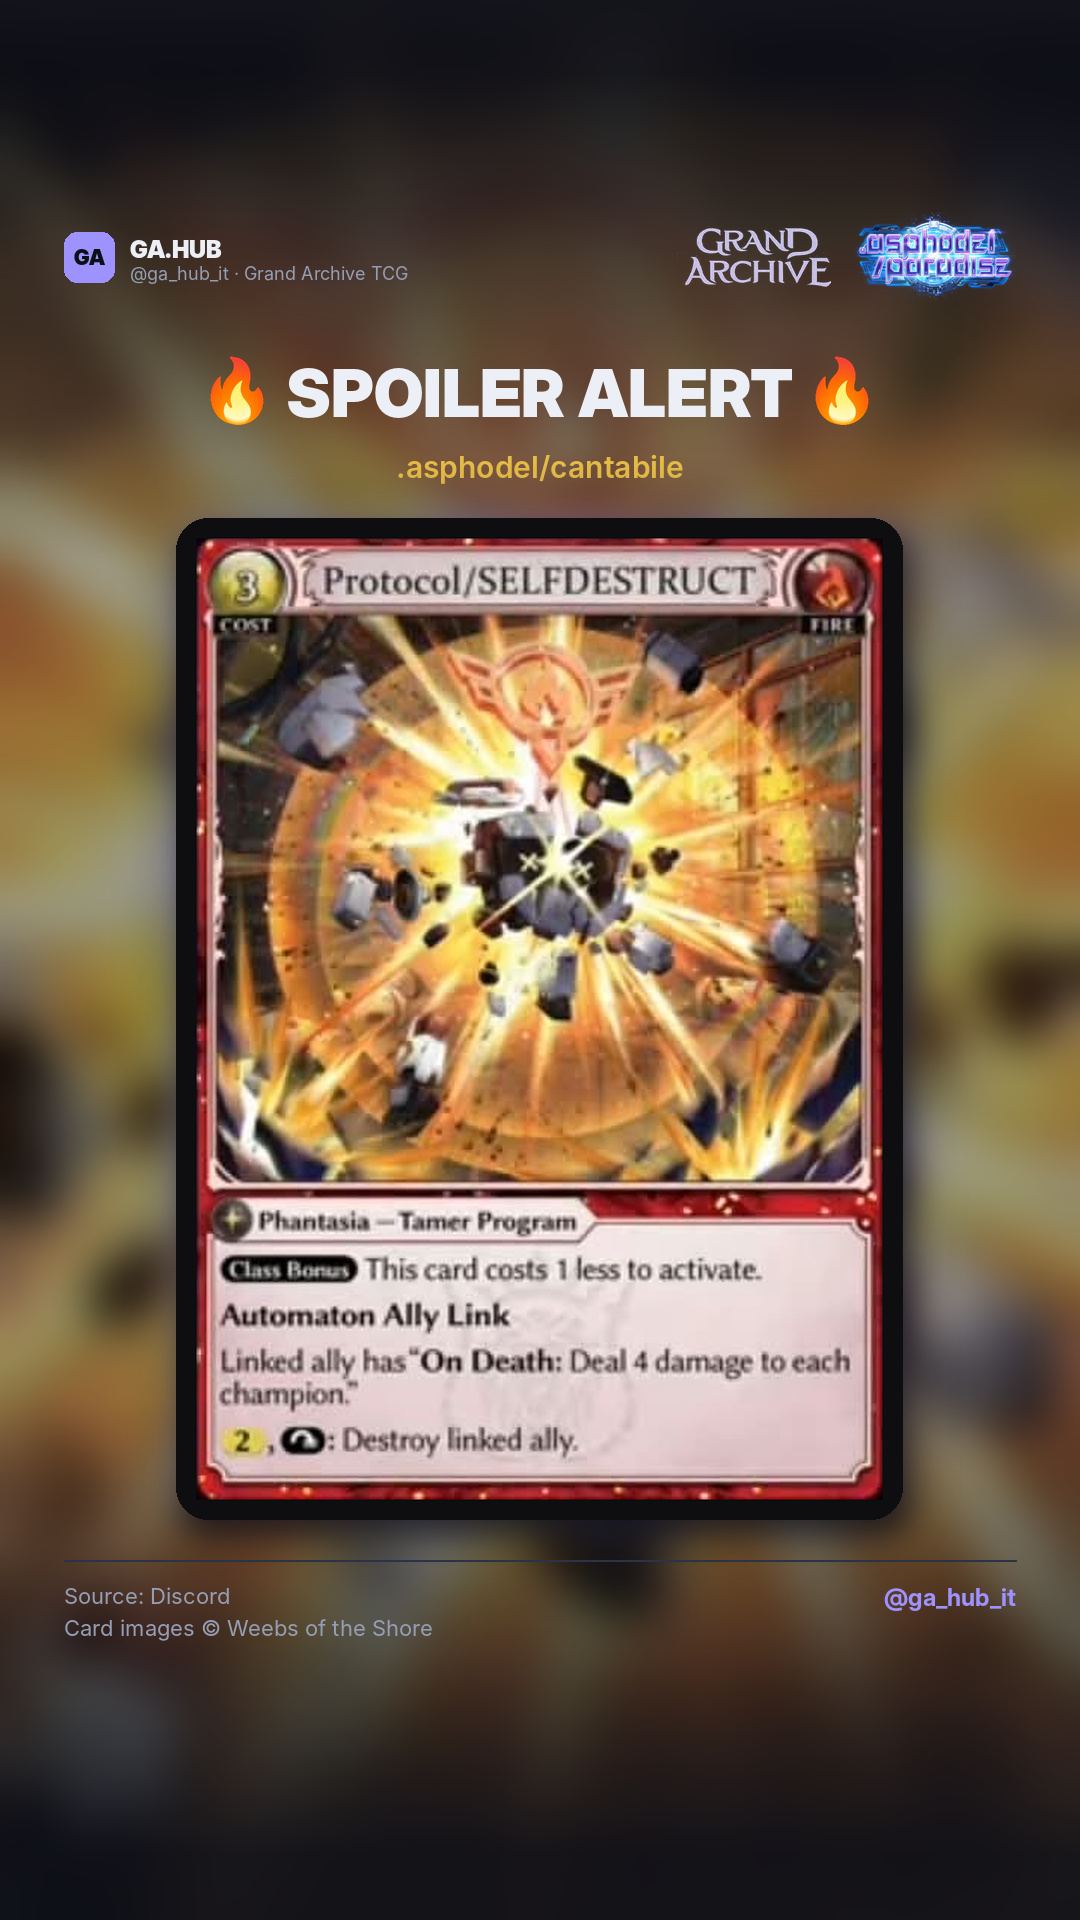 GA
GA.HUB
@ga_hub_it · Grand Archive TCG
GRAND
ARCHIVE
.asphodel
/paradise
🔥 SPOILER ALERT 🔥
.asphodel/cantabile
3
COST
Protocol/SELFDESTRUCT
FIRE
Phantasia — Tamer Program
Class Bonus This card costs 1 less to activate.
Automaton Ally Link
Linked ally has “On Death: Deal 4 damage to each
champion.”
2, : Destroy linked ally.
Source: Discord
@ga_hub_it
Card images © Weebs of the Shore